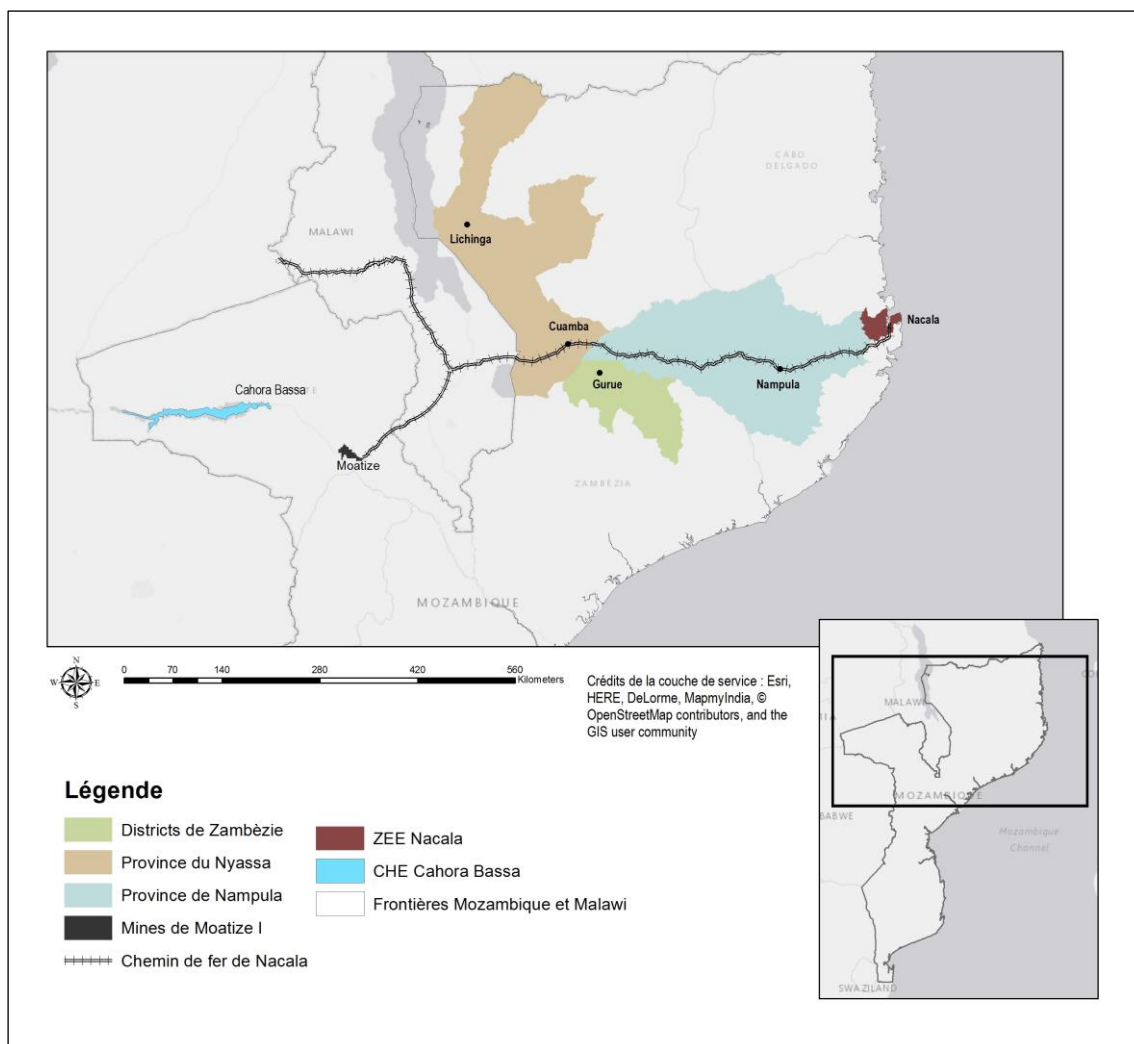 CABO
DELGADO
MALAWI
Lichinga
Nacala
Cuamba
Gurue
Nampula
Cahora Bassa
Moatize
ZAMBÉZIA
MOZAMBIQUE
N
W
E
S
0 70 140 280 420 560
Kilometers
Crédits de la couche de service : Esri,
HERE, DeLorme, MapmyIndia, ©
OpenStreetMap contributors, and the
GIS user community
MALAWI
MOZAMBIQUE
BABWE
Mozambique
Channel
SWAZILAND
Légende
Districts de Zambèzie
Province du Nyassa
Province de Nampula
Mines de Moatize I
Chemin de fer de Nacala
ZEE Nacala
CHE Cahora Bassa
Frontières Mozambique et Malawi